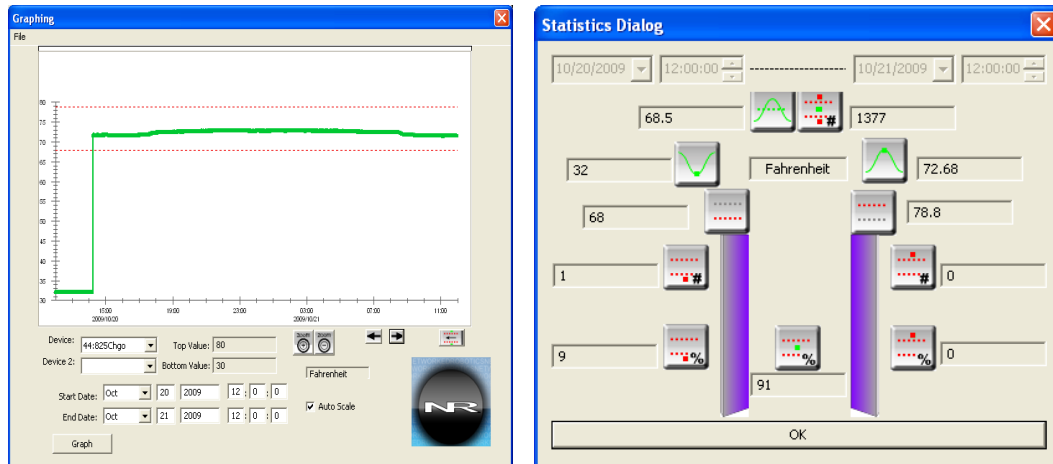 Graphing
File
80
75
70
65
60
55
50
45
40
35
30
15:00 19:00 23:00 03:00 07:00 11:00
2009/10/20 2009/10/21
Device: 44:825Chgo Top Value: 80
Device 2: Bottom Value: 30
ZOOM ZOOM
Fahrenheit
Start Date: Oct 20 2009 12 : 0 : 0
End Date: Oct 21 2009 12 : 0 : 0
Auto Scale
Graph
NR
Statistics Dialog
10/20/2009 12:00:00 10/21/2009 12:00:00
68.5 # 1377
32 Fahrenheit 72.68
68 78.8
1 # # 0
9 % % % 0
91
OK